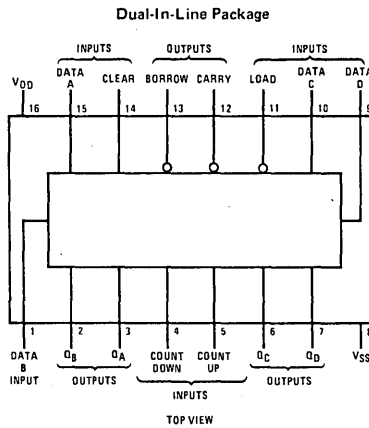 Dual-In-Line Package
INPUTS OUTPUTS INPUTS
VDD DATA A CLEAR BORROW CARRY LOAD DATA C DATA D
16 15 14 13 12 11 10 9
1 2 3 4 5 6 7 8
DATA B INPUT QB QA COUNT DOWN COUNT UP QC QD VSS
OUTPUTS INPUTS OUTPUTS
TOP VIEW